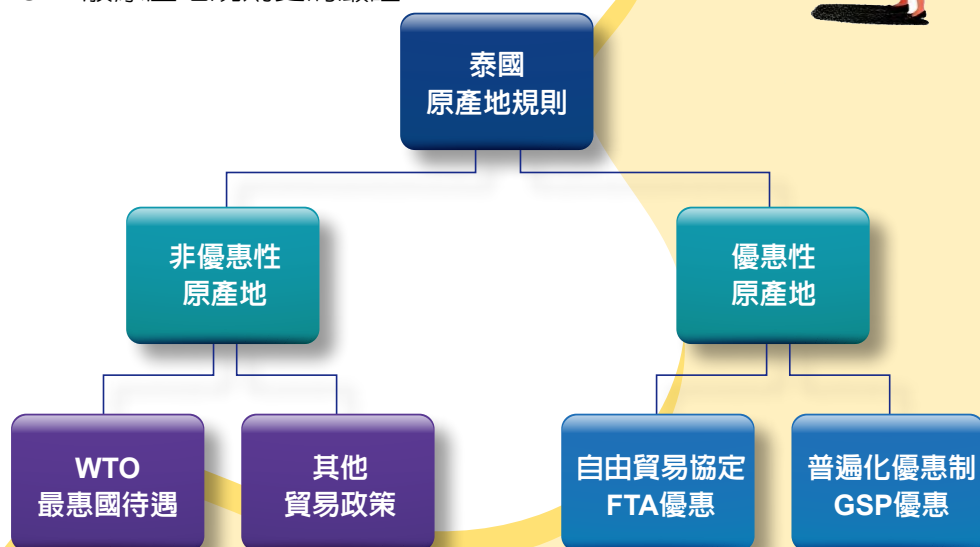 泰國
原產地規則
非優惠性
原產地
優惠性
原產地
WTO
最惠國待遇
其他
貿易政策
自由貿易協定
FTA優惠
普遍化優惠制
GSP優惠